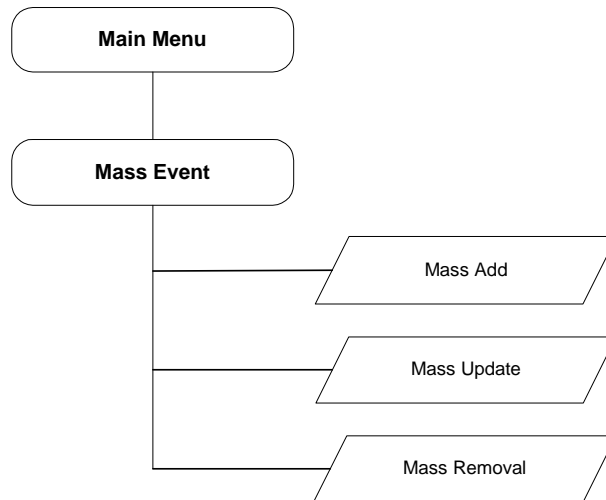 Main Menu
Mass Event
Mass Add
Mass Update
Mass Removal